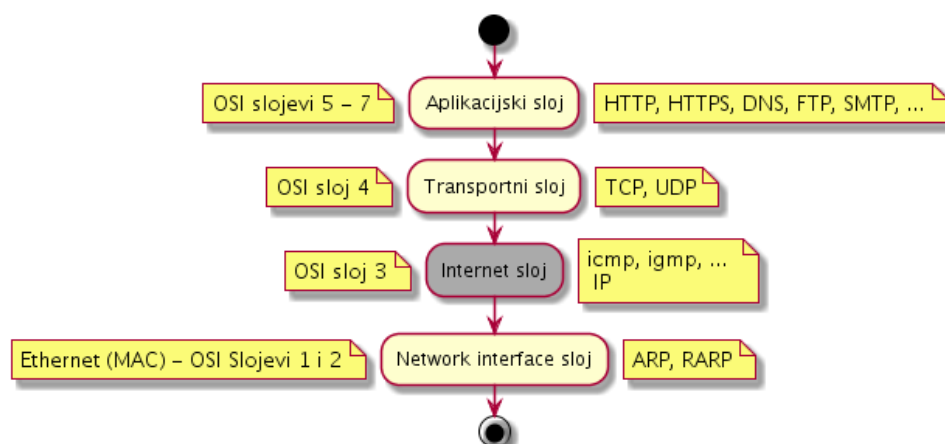 OSI slojevi 5 – 7
Aplikacijski sloj
HTTP, HTTPS, DNS, FTP, SMTP, ...
OSI sloj 4
Transportni sloj
TCP, UDP
OSI sloj 3
Internet sloj
icmp, igmp, ...
IP
Ethernet (MAC) – OSI Slojevi 1 i 2
Network interface sloj
ARP, RARP